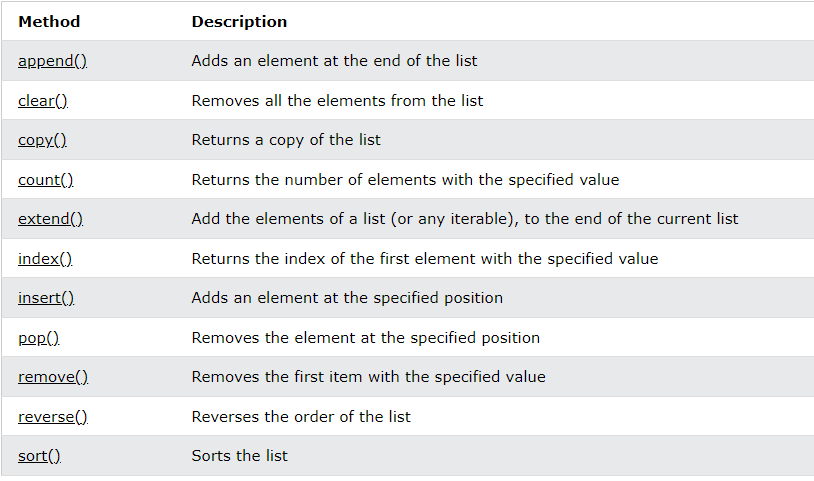 Method Description
append() Adds an element at the end of the list
clear() Removes all the elements from the list
copy() Returns a copy of the list
count() Returns the number of elements with the specified value
extend() Add the elements of a list (or any iterable), to the end of the current list
index() Returns the index of the first element with the specified value
insert() Adds an element at the specified position
pop() Removes the element at the specified position
remove() Removes the first item with the specified value
reverse() Reverses the order of the list
sort() Sorts the list